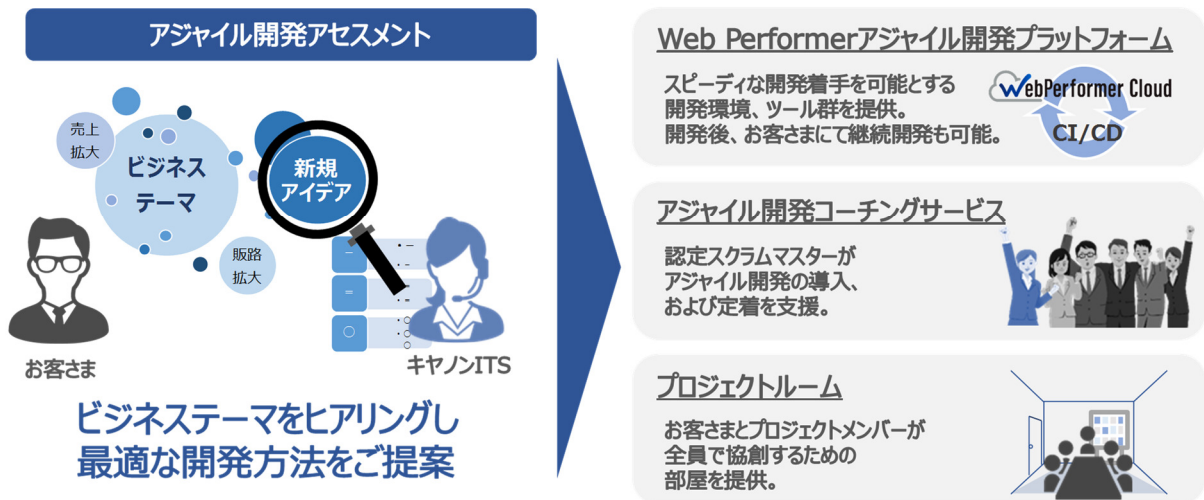 アジャイル開発アセスメント
売上
拡大
ビジネス
テーマ
新規
アイデア
販路
拡大
お客さま
キヤノンITS
ビジネステーマをヒアリングし
最適な開発方法をご提案
Web Performerアジャイル開発プラットフォーム
スピーディな開発着手を可能とする
開発環境、ツール群を提供。
開発後、お客さまにて継続開発も可能。
WebPerformer Cloud
CI/CD
アジャイル開発コーチングサービス
認定スクラムマスターが
アジャイル開発の導入、
および定着を支援。
プロジェクトルーム
お客さまとプロジェクトメンバーが
全員で協創するための
部屋を提供。